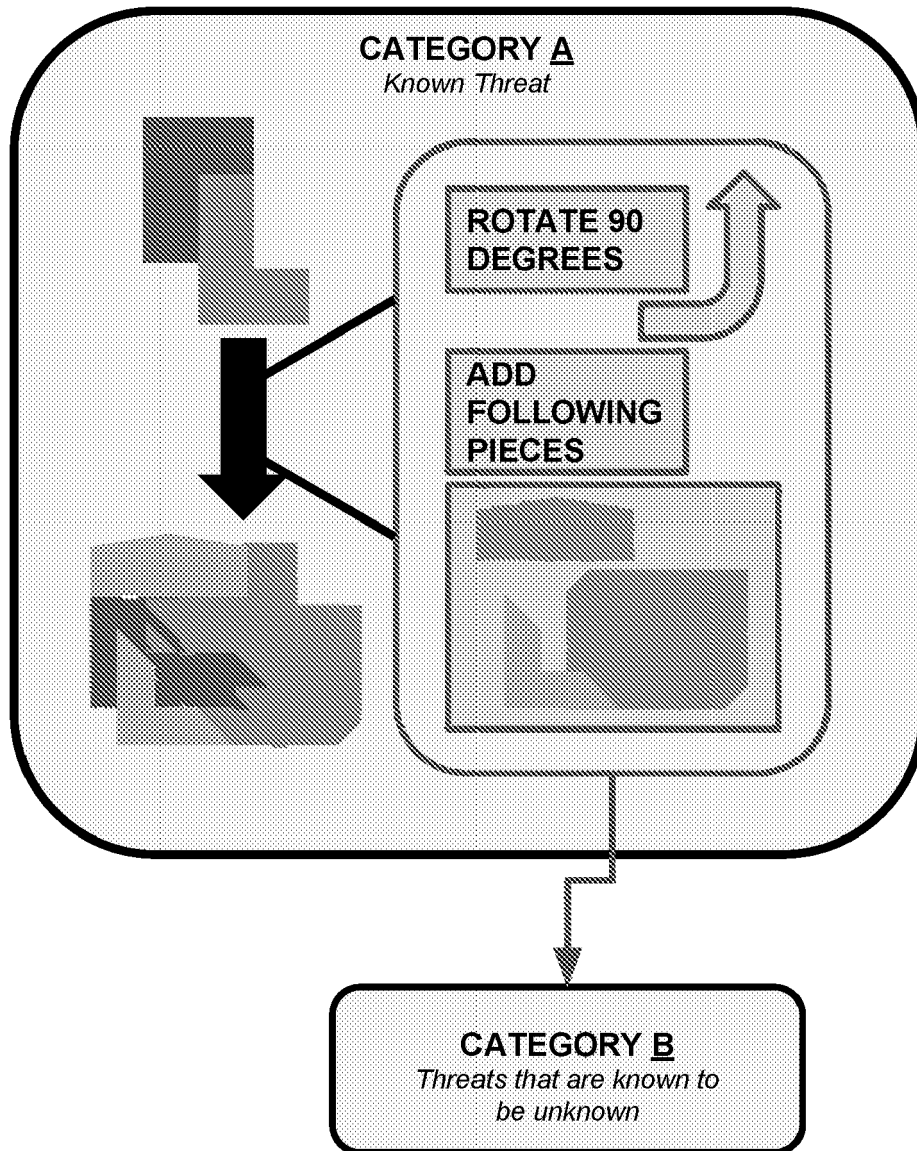 CATEGORY A
Known Threat
ROTATE 90
DEGREES
ADD
FOLLOWING
PIECES
CATEGORY B
Threats that are known to
be unknown